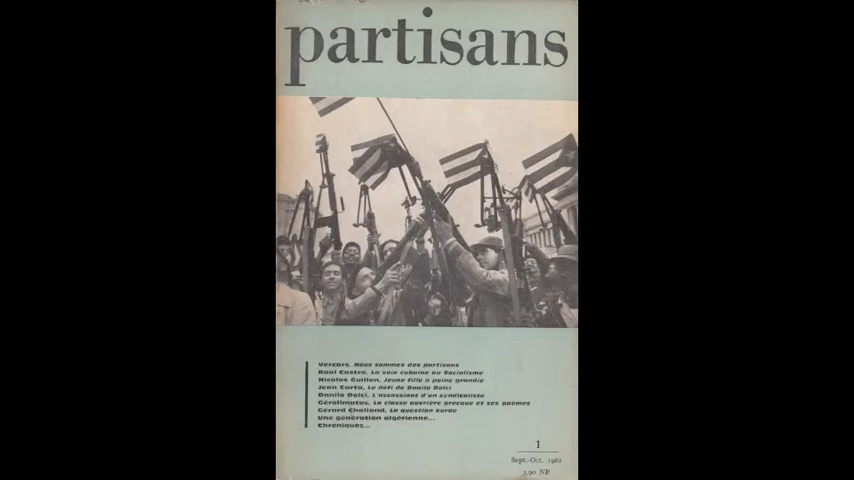 partisans
Vercors, Nous sommes des partisans
Raúl Castro, La voie cubaine au Socialisme
Nicolas Guillen, Jeune fille à peine grandie
Jean Carta, Le défi de Danilo Dolci
Danilo Dolci, L'assassinat d'un syndicaliste
Gérolimatos, La classe ouvrière grecque et ses poèmes
Gérard Chaliand, La question kurde
Une génération algérienne...
Chroniques...
1
Sept.-Oct. 1961
3,90 NF